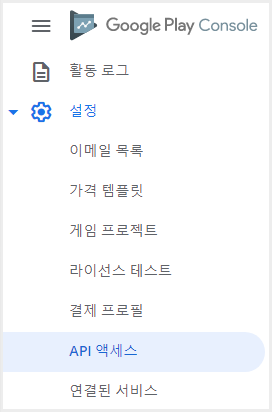 Google Play Console
활동 로그
설정
이메일 목록
가격 템플릿
게임 프로젝트
라이선스 테스트
결제 프로필
API 액세스
연결된 서비스